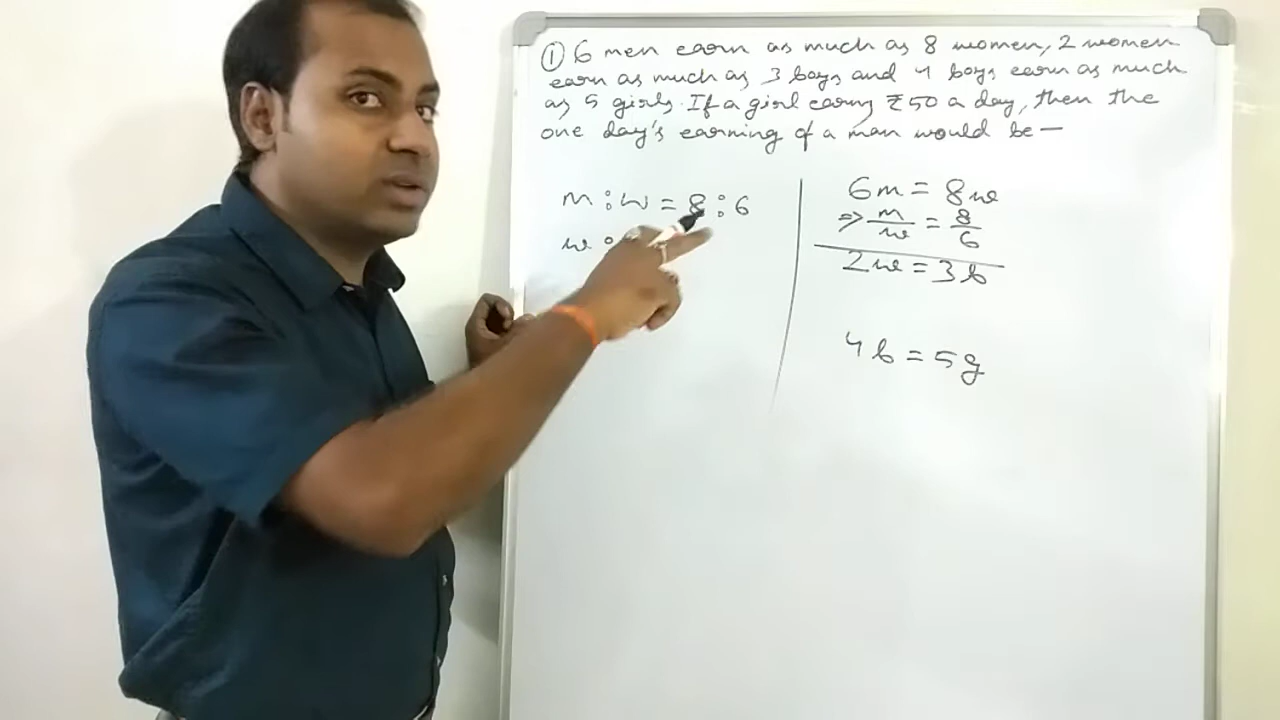 ① 6 men earn as much as 8 women, 2 women
earn as much as 3 boys and 4 boys earn as much
as 5 girls. If a girl earns ₹50 a day, then the
one day's earning of a man would be —
m : w = 8 : 6
w :
6m = 8w
⇒ m/w = 8/6
2w = 3b
4b = 5g